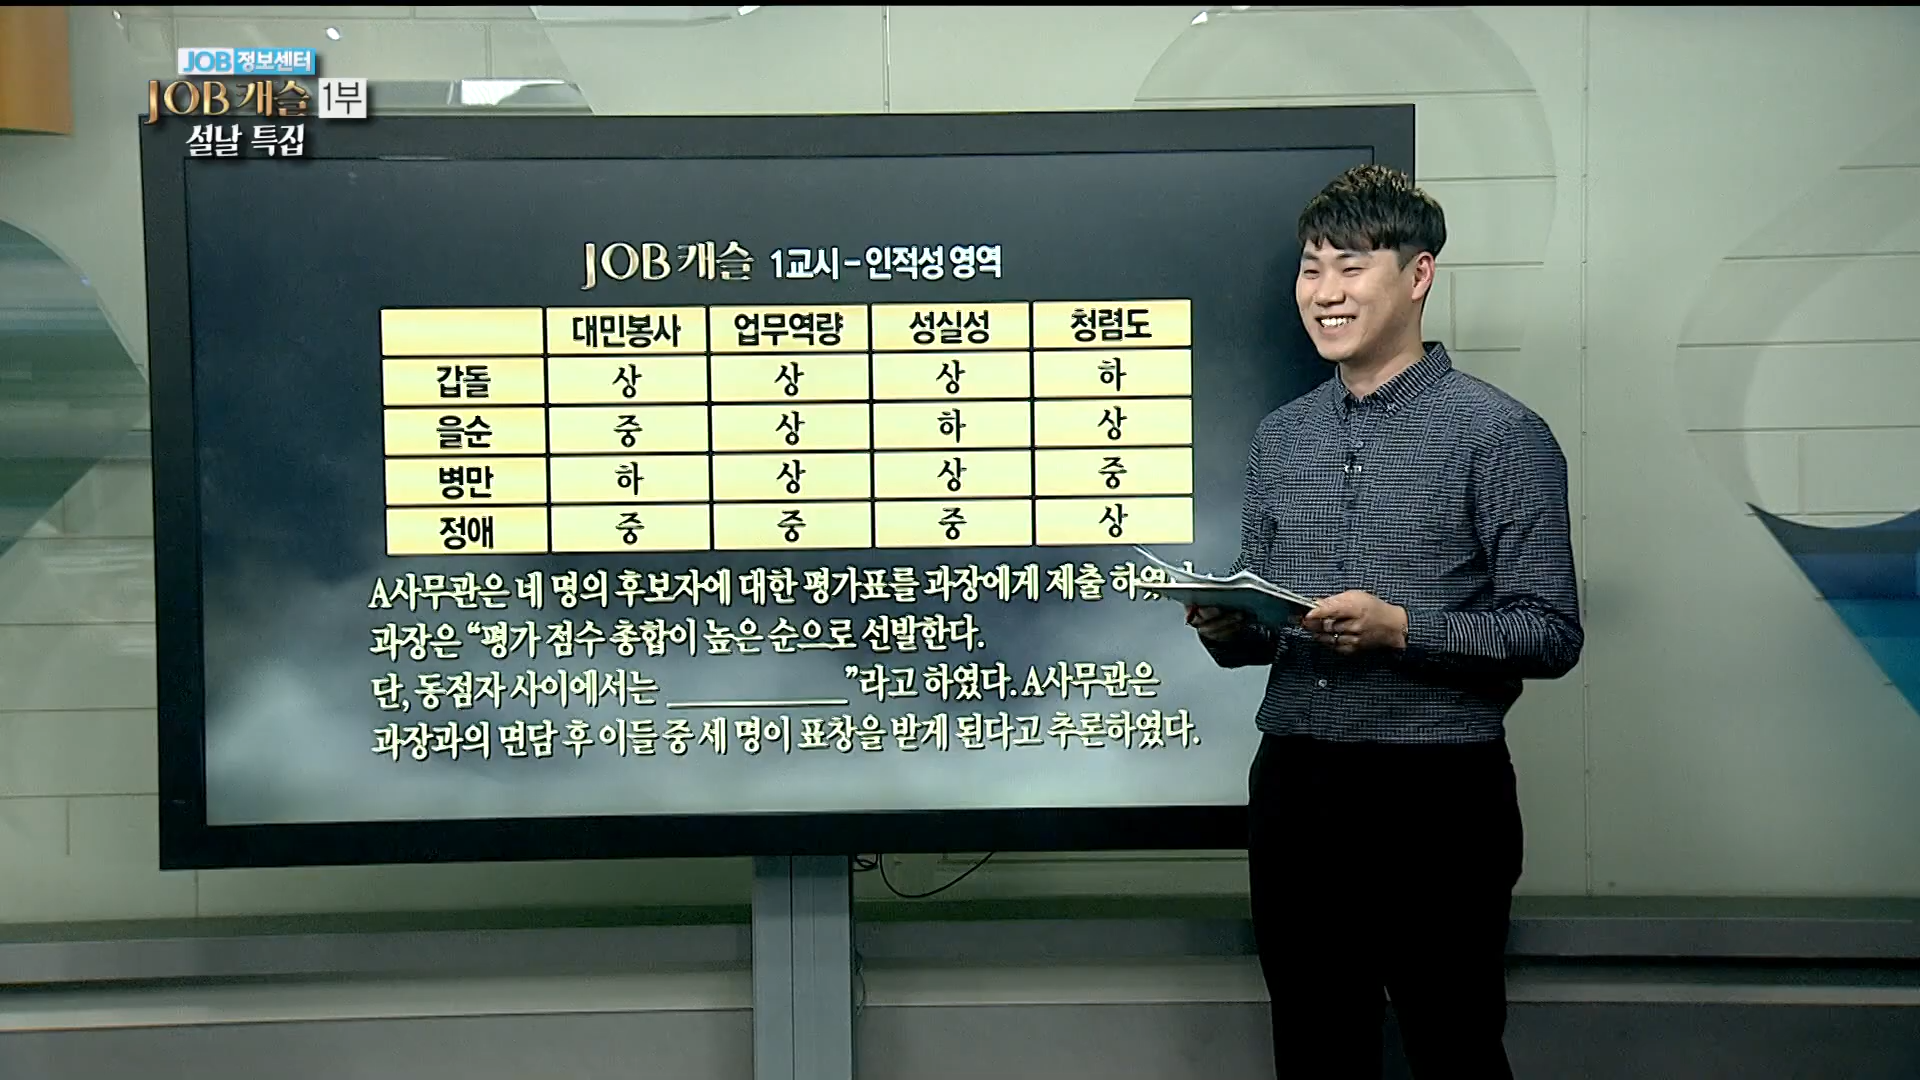 JOB 정보센터
JOB 캐슬 1부
설날 특집
JOB 캐슬 1교시-인적성 영역
대민봉사 업무역량 성실성 청렴도
갑돌 상 상 상 하
을순 중 상 하 상
병만 하 상 상 중
정애 중 중 중 상
A사무관은 네 명의 후보자에 대한 평가표를 과장에게 제출
과장은 “평가 점수 총합이 높은 순으로 선발한다.
단, 동점자 사이에서는 __________”라고 하였다. A사무관은
과장과의 면담 후 이들 중 세 명이 표창을 받게 된다고 추론하였다.